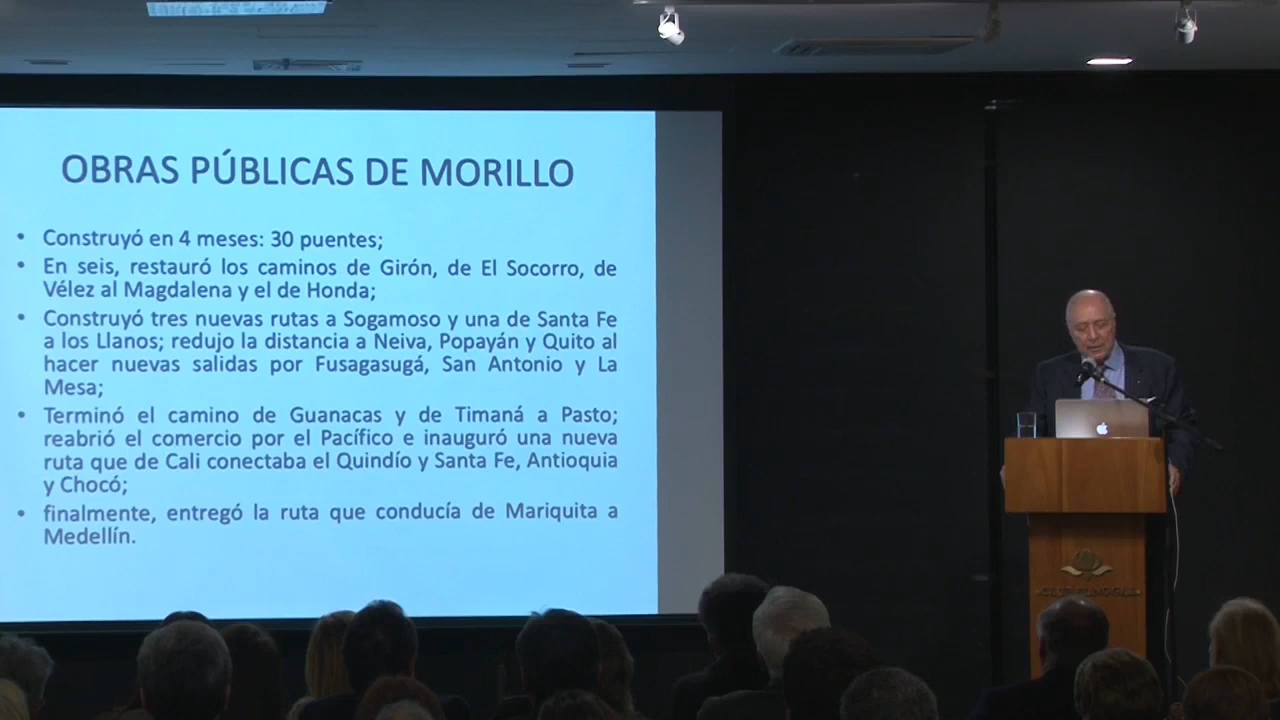 OBRAS PÚBLICAS DE MORILLO
• Construyó en 4 meses: 30 puentes;
• En seis, restauró los caminos de Girón, de El Socorro, de
Vélez al Magdalena y el de Honda;
• Construyó tres nuevas rutas a Sogamoso y una de Santa Fe
a los Llanos; redujo la distancia a Neiva, Popayán y Quito al
hacer nuevas salidas por Fusagasugá, San Antonio y La
Mesa;
• Terminó el camino de Guanacas y de Timaná a Pasto;
reabrió el comercio por el Pacífico e inauguró una nueva
ruta que de Cali conectaba el Quindío y Santa Fe, Antioquia
y Chocó;
• finalmente, entregó la ruta que conducía de Mariquita a
Medellín.
CLUB EL NOGAL